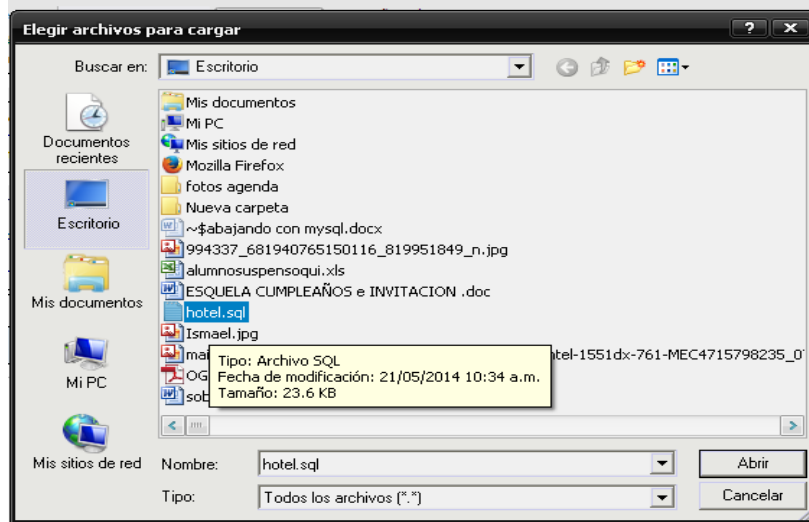 Elegir archivos para cargar
Buscar en:
Escritorio
Documentos
recientes
Escritorio
Mis documentos
Mi PC
Mis sitios de red
Mis documentos
Mi PC
Mis sitios de red
Mozilla Firefox
fotos agenda
Nueva carpeta
~$abajando con mysql.docx
994337_681940765150116_819951849_n.jpg
alumnosuspensoqui.xls
ESQUELA CUMPLEAÑOS e INVITACION .doc
hotel.sql
Ismael.jpg
mai
tel-1551dx-761-MEC4715798235_0
OG
sob
Tipo: Archivo SQL
Fecha de modificación: 21/05/2014 10:34 a.m.
Tamaño: 23.6 KB
Nombre:
hotel.sql
Abrir
Tipo:
Todos los archivos (*.*)
Cancelar